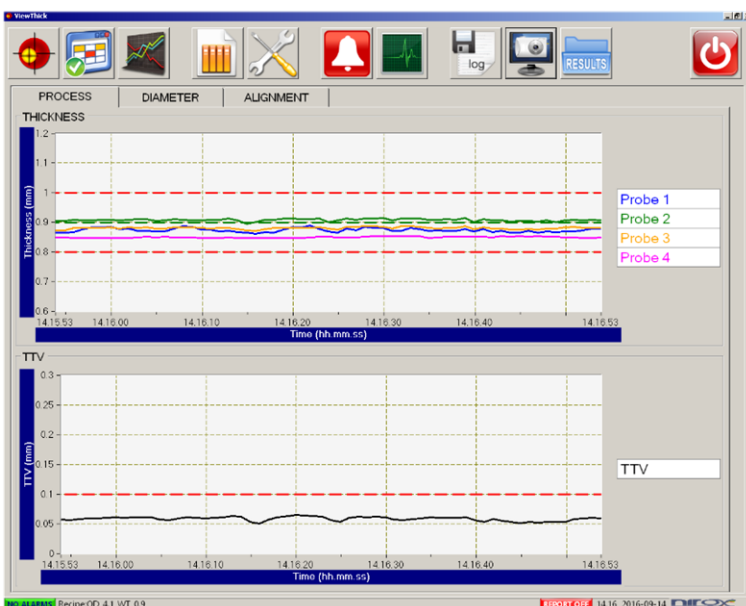 ViewThick
log
RESULTS
PROCESS
DIAMETER
ALIGNMENT
THICKNESS
Thickness (mm)
1.2
1.1
1
0.9
0.8
0.7
0.6
14.15.53 14.16.00 14.16.10 14.16.20 14.16.30 14.16.40 14.16.53
Time (hh.mm.ss)
Probe 1
Probe 2
Probe 3
Probe 4
TTV
TTV (mm)
0.3
0.25
0.2
0.15
0.1
0.05
0
14.15.53 14.16.00 14.16.10 14.16.20 14.16.30 14.16.40 14.16.53
Time (hh.mm.ss)
TTV
NO ALARMS Recipe:OD_4.1_WT_0.9 REPORT OFF 14.16 2016-09-14